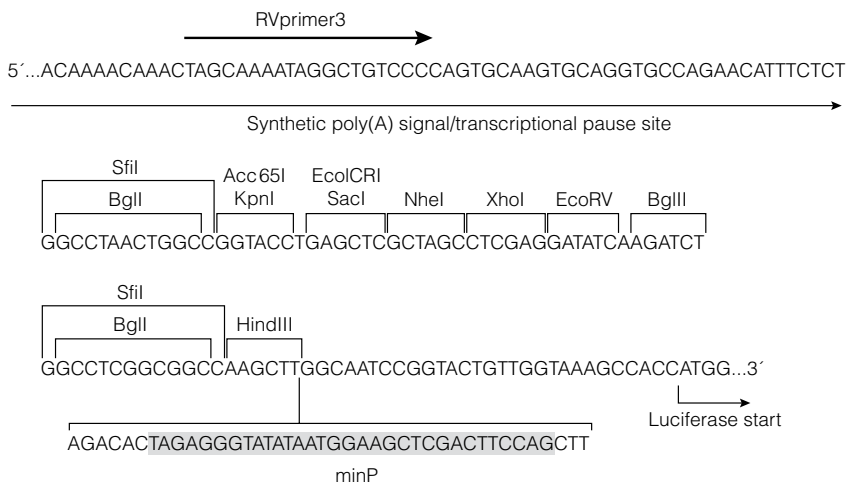 RVprimer3
5´...ACAAAACAAACTAGCAAAATAGGCTGTCCCCAGTGCAAGTGCAGGTGCCAGAACATTTCTCT
Synthetic poly(A) signal/transcriptional pause site
SfiI
Acc65I EcoICRI
BglI KpnI SacI NheI XhoI EcoRV BglII
GGCCTAACTGGCCGGTACCTGAGCTCGCTAGCCTCGAGGATATCAAGATCT
SfiI
BglI HindIII
GGCCTCGGCGGCCAAGCTTGGCAATCCGGTACTGTTGGTAAAGCCACCATGG...3´
Luciferase start
AGACACTAGAGGGTATATAATGGAAGCTCGACTTCCAGCTT
minP